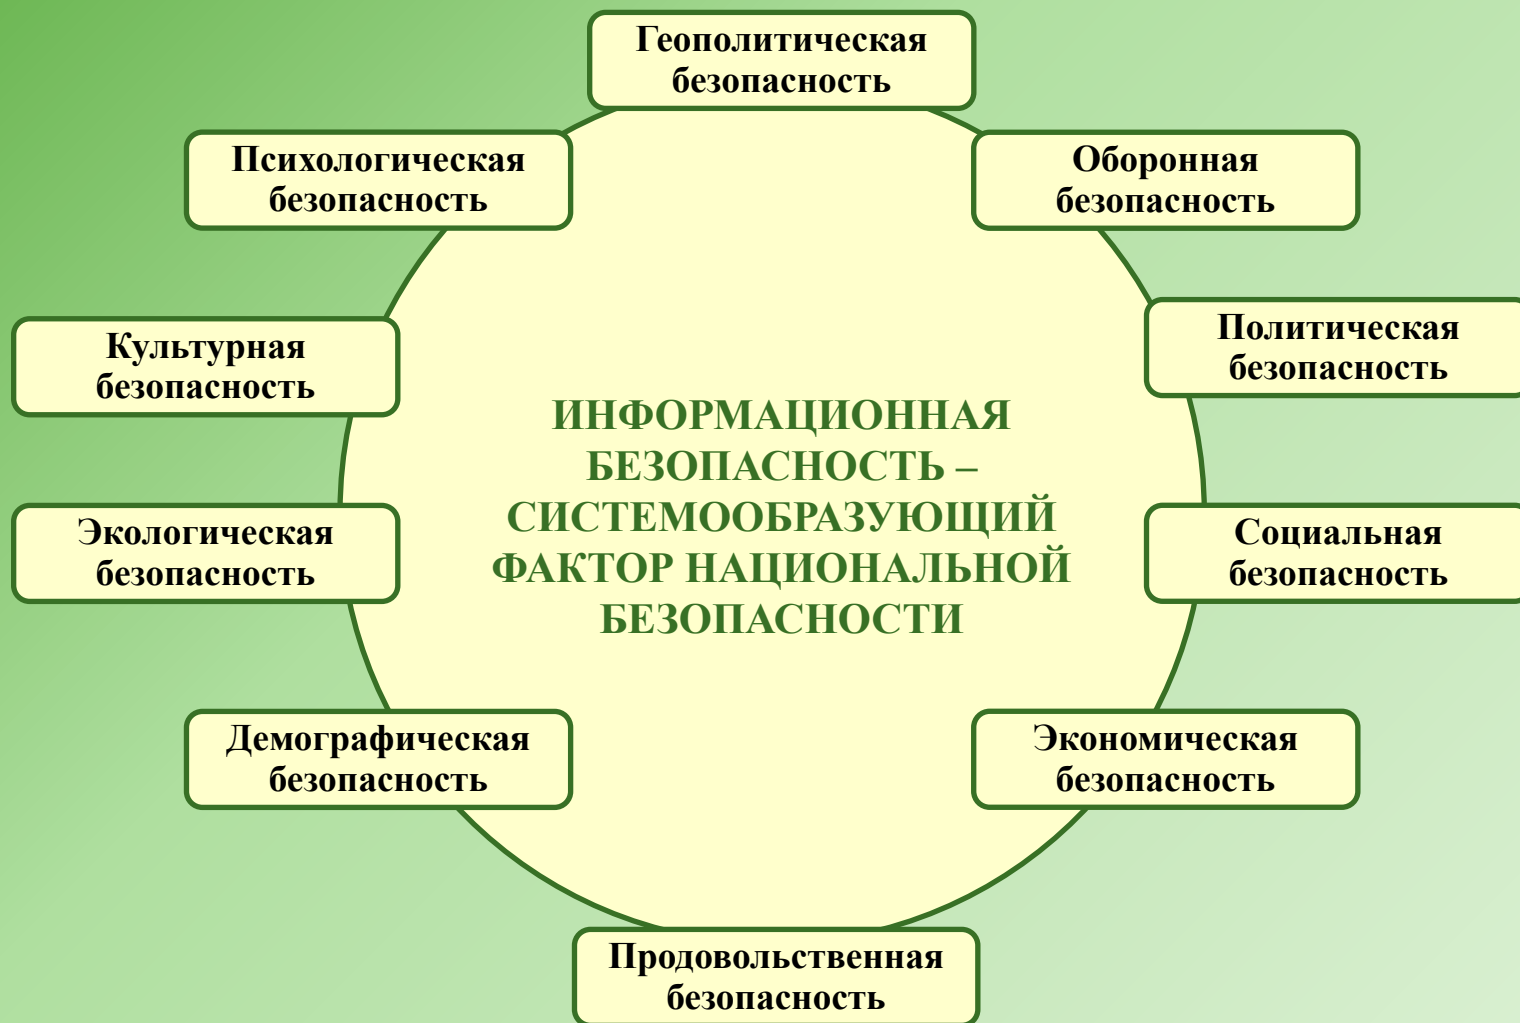 Геополитическая
безопасность
Психологическая
безопасность
Оборонная
безопасность
Культурная
безопасность
Политическая
безопасность
ИНФОРМАЦИОННАЯ
БЕЗОПАСНОСТЬ –
СИСТЕМООБРАЗУЮЩИЙ
ФАКТОР НАЦИОНАЛЬНОЙ
БЕЗОПАСНОСТИ
Экологическая
безопасность
Социальная
безопасность
Демографическая
безопасность
Экономическая
безопасность
Продовольственная
безопасность